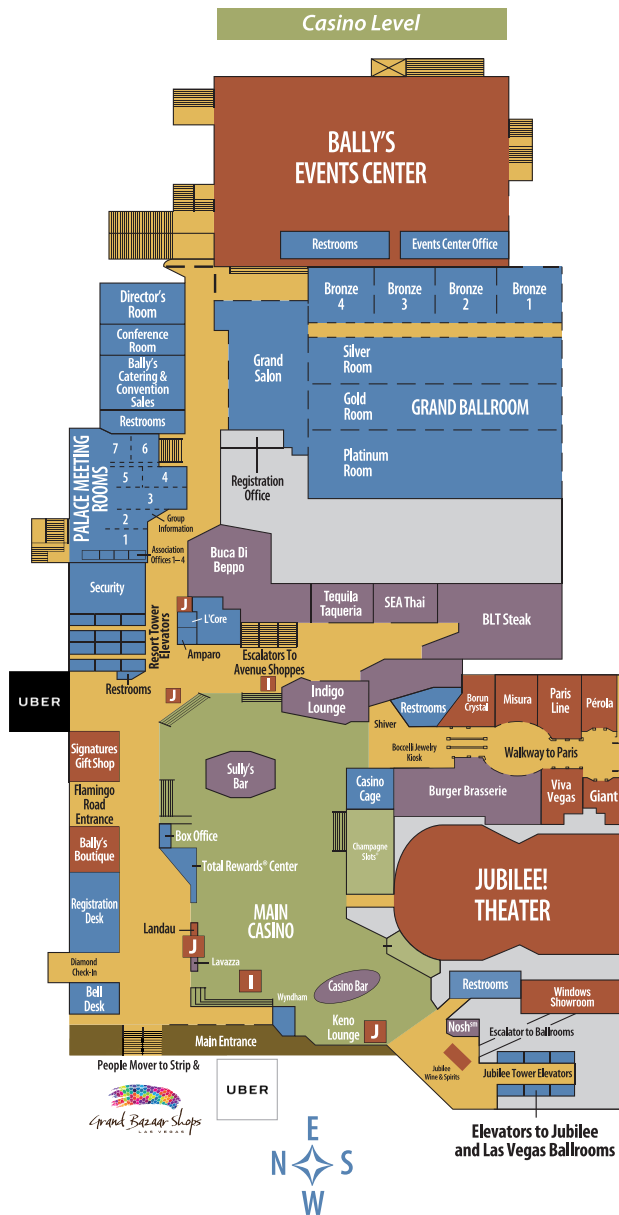 Casino Level
BALLY'S
EVENTS CENTER
Restrooms
Events Center Office
Bronze
4
Bronze
3
Bronze
2
Bronze
1
Director's
Room
Conference
Room
Bally's
Catering &
Convention
Sales
Restrooms
Grand
Salon
Silver
Room
Gold
Room
GRAND BALLROOM
Platinum
Room
PALACE MEETING
ROOMS
7
6
5
4
3
2
1
Group
Information
Association
Offices 1–4
Registration
Office
Security
Buca Di
Beppo
Tequila
Taqueria
SEA Thai
BLT Steak
J
L'Core
Amparo
Resort Tower
Elevators
Escalators To
Avenue Shoppes
Restrooms
UBER
J
I
Indigo
Lounge
Shiver
Restrooms
Borun
Crystal
Misura
Paris
Line
Pérola
Boccelli Jewelry
Kiosk
Walkway to Paris
Signatures
Gift Shop
Flamingo
Road
Entrance
Sully's
Bar
Casino
Cage
Burger Brasserie
Viva
Vegas
Giant
Bally's
Boutique
Box Office
Total Rewards® Center
Champagne
Slots
JUBILEE!
THEATER
Registration
Desk
MAIN
CASINO
Landau
J
Lavazza
Diamond
Check-In
Bell
Desk
I
Casino Bar
Wyndham
Keno
Lounge
J
Restrooms
Windows
Showroom
Nosh℠
Escalator to Ballrooms
Jubilee
Wine & Spirits
Jubilee Tower Elevators
Main Entrance
People Mover to Strip &
Grand Bazaar Shops
LAS VEGAS
UBER
Elevators to Jubilee
and Las Vegas Ballrooms
E
N
S
W